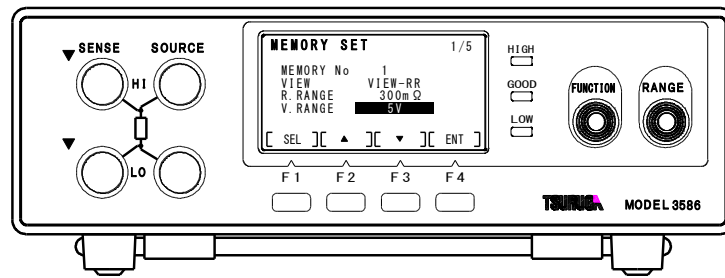 SENSE SOURCE
HI
LO
MEMORY SET 1/5
MEMORY No 1
VIEW VIEW-RR
R.RANGE 300mΩ
V.RANGE 5V
[ SEL ][ ▲ ][ ▼ ][ ENT ]
F1 F2 F3 F4
HIGH
GOOD
LOW
FUNCTION RANGE
TSURUGA MODEL 3586